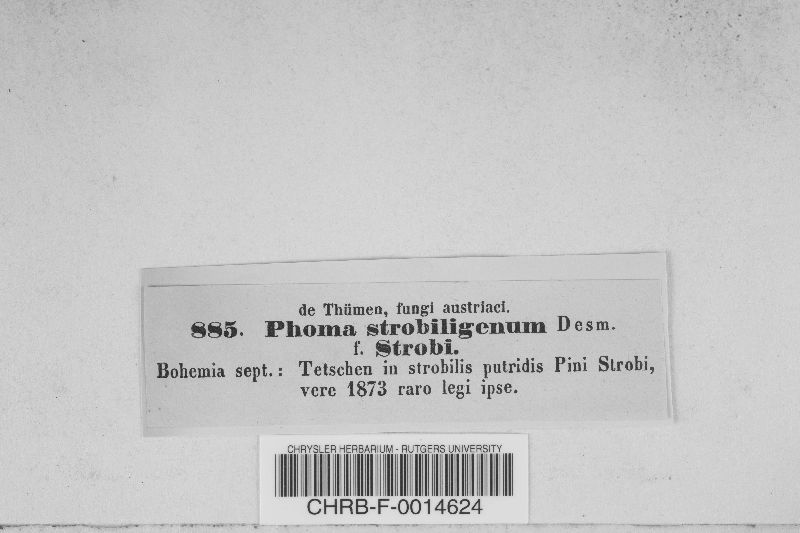 de Thümen, fungi austriaci.
885. Phoma strobiligenum Desm.
f. Strobi.
Bohemia sept.: Tetschen in strobilis putridis Pini Strobi,
vere 1873 raro legi ipse.
CHRYSLER HERBARIUM - RUTGERS UNIVERSITY
CHRB-F-0014624